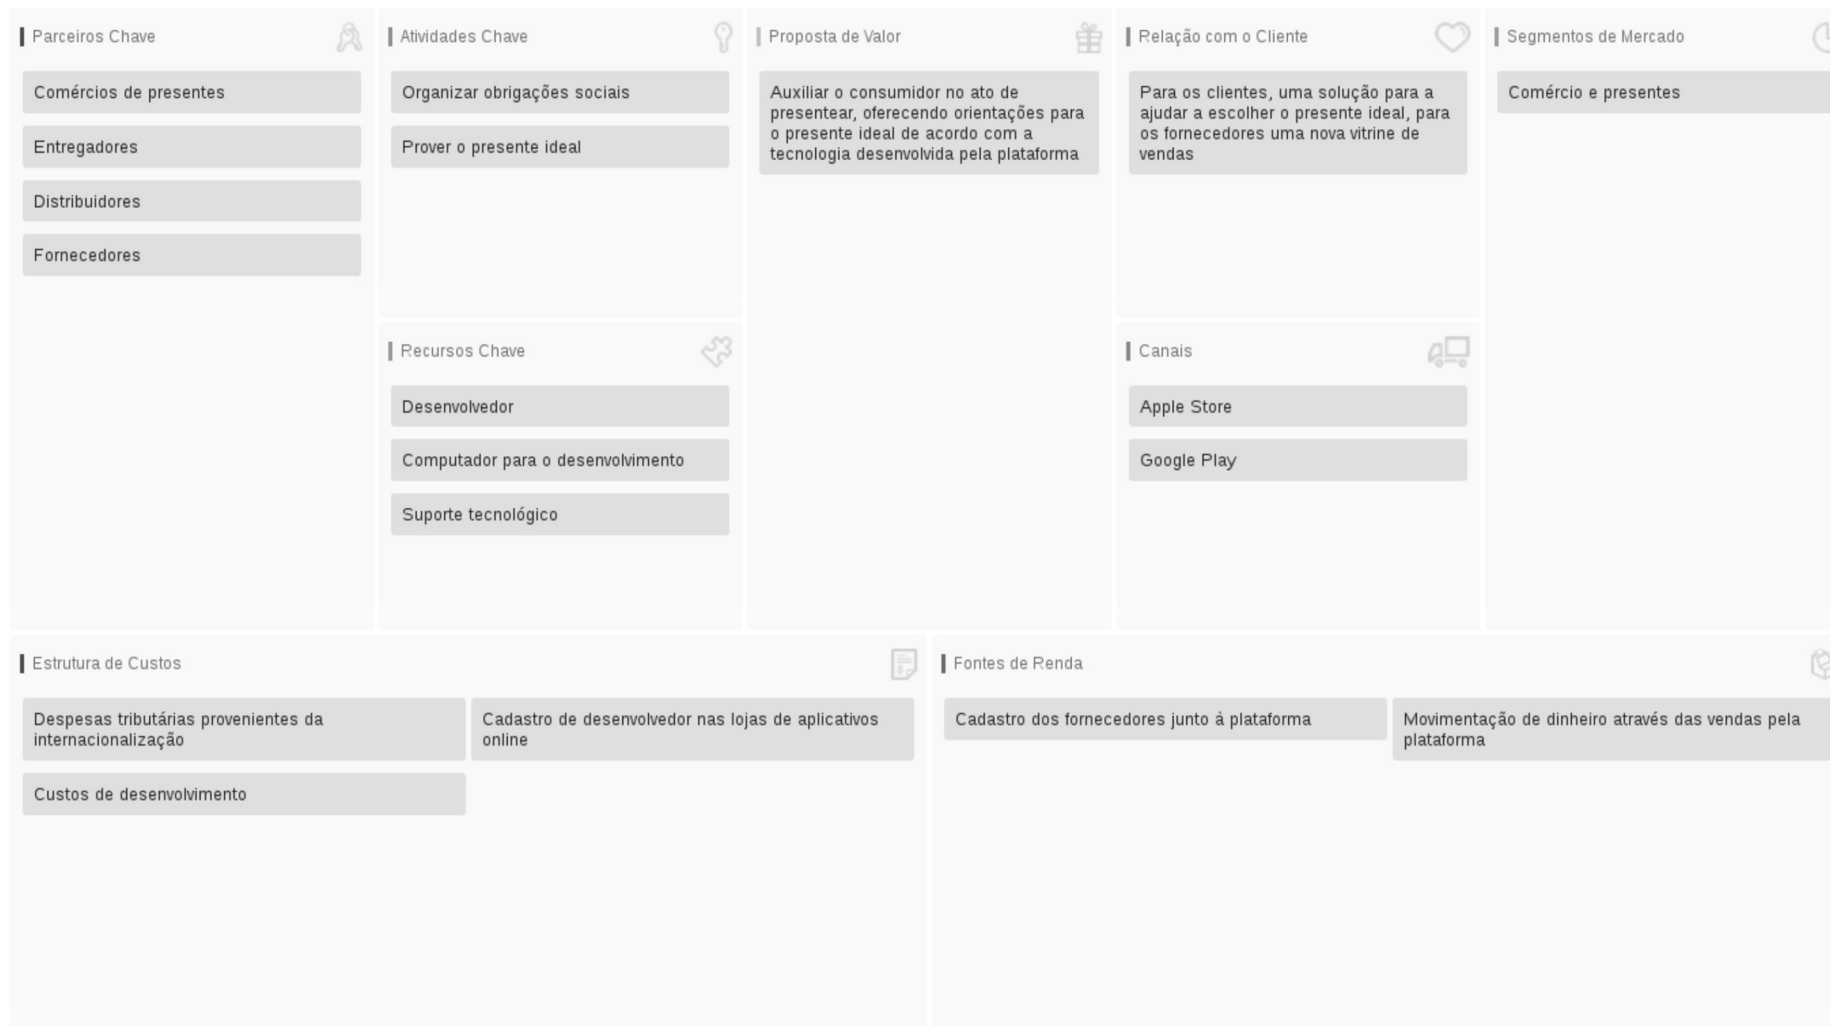 Parceiros Chave
Comércios de presentes
Entregadores
Distribuidores
Fornecedores
Atividades Chave
Organizar obrigações sociais
Prover o presente ideal
Recursos Chave
Desenvolvedor
Computador para o desenvolvimento
Suporte tecnológico
Proposta de Valor
Auxiliar o consumidor no ato de
presentear, oferecendo orientações para
o presente ideal de acordo com a
tecnologia desenvolvida pela plataforma
Relação com o Cliente
Para os clientes, uma solução para a
ajudar a escolher o presente ideal, para
os fornecedores uma nova vitrine de
vendas
Canais
Apple Store
Google Play
Segmentos de Mercado
Comércio e presentes
Estrutura de Custos
Despesas tributárias provenientes da
internacionalização
Cadastro de desenvolvedor nas lojas de aplicativos
online
Custos de desenvolvimento
Fontes de Renda
Cadastro dos fornecedores junto à plataforma
Movimentação de dinheiro através das vendas pela
plataforma